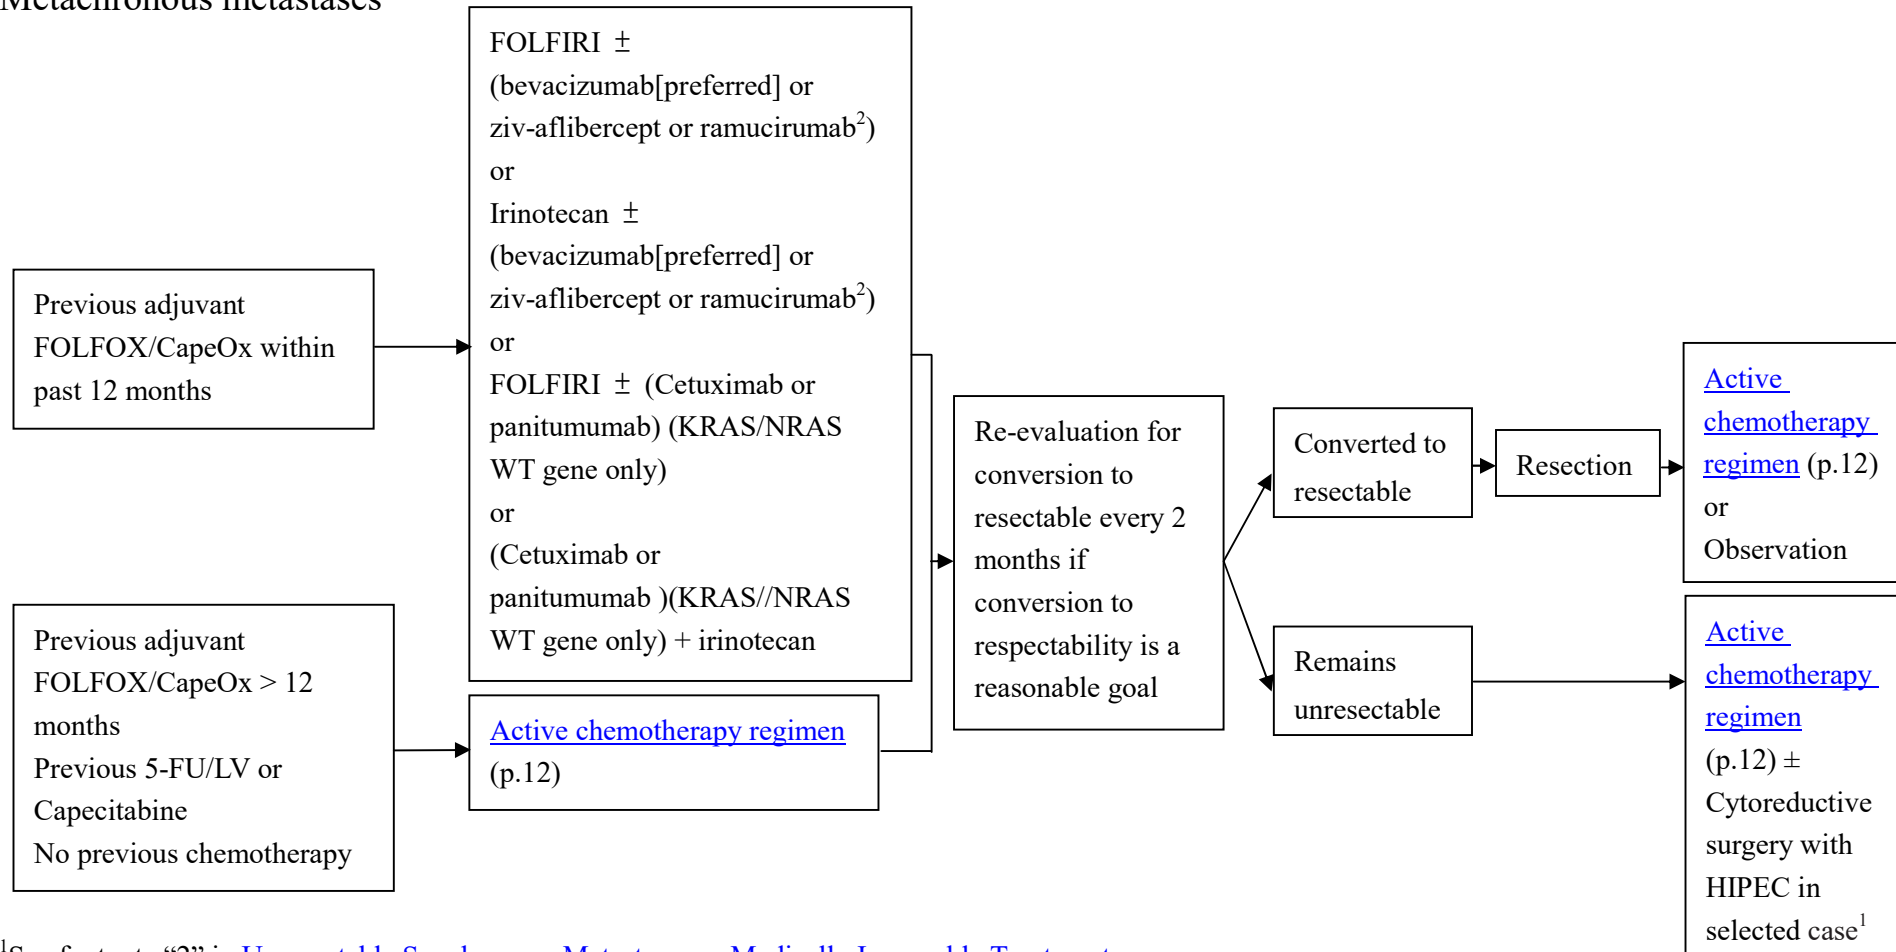 Metachronous metastases
FOLFIRI ±
(bevacizumab[preferred] or
ziv-aflibercept or ramucirumab2)
or
Irinotecan ±
(bevacizumab[preferred] or
ziv-aflibercept or ramucirumab2)
or
FOLFIRI ± (Cetuximab or
panitumumab) (KRAS/NRAS
WT gene only)
or
(Cetuximab or
panitumumab )(KRAS//NRAS
WT gene only) + irinotecan
Previous adjuvant
FOLFOX/CapeOx within
past 12 months
Previous adjuvant
FOLFOX/CapeOx > 12
months
Previous 5-FU/LV or
Capecitabine
No previous chemotherapy
Active chemotherapy regimen
(p.12)
Re-evaluation for
conversion to
resectable every 2
months if
conversion to
respectability is a
reasonable goal
Converted to
resectable
Resection
Active
chemotherapy
regimen (p.12)
or
Observation
Remains
unresectable
Active
chemotherapy
regimen
(p.12) ±
Cytoreductive
surgery with
HIPEC in
selected case1